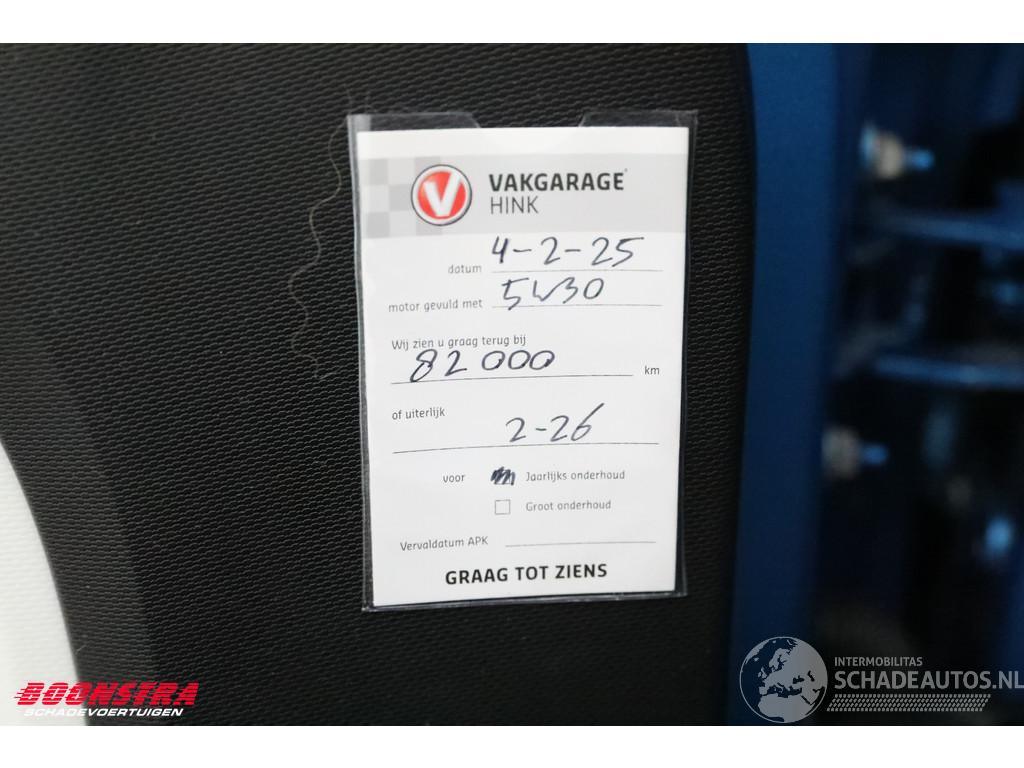 VAKGARAGE
HINK
datum 4-2-25
motor gevuld met 5W30
Wij zien u graag terug bij
82000 km
of uiterlijk
2-26
voor Jaarlijks onderhoud
Groot onderhoud
Vervaldatum APK
GRAAG TOT ZIENS
BOONSTRA
SCHADEVOERTUIGEN
INTERMOBILITAS
SCHADEAUTOS.NL